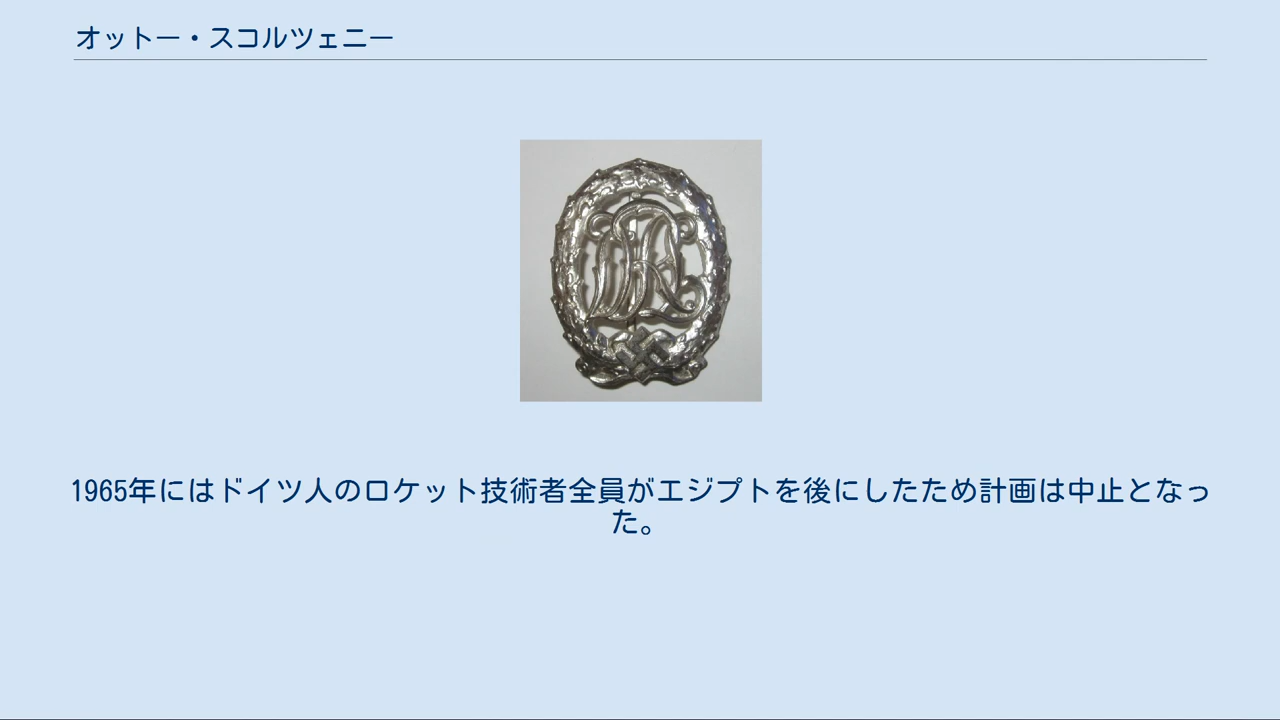 オットー・スコルツェニー
1965年にはドイツ人のロケット技術者全員がエジプトを後にしたため計画は中止となっ
た。